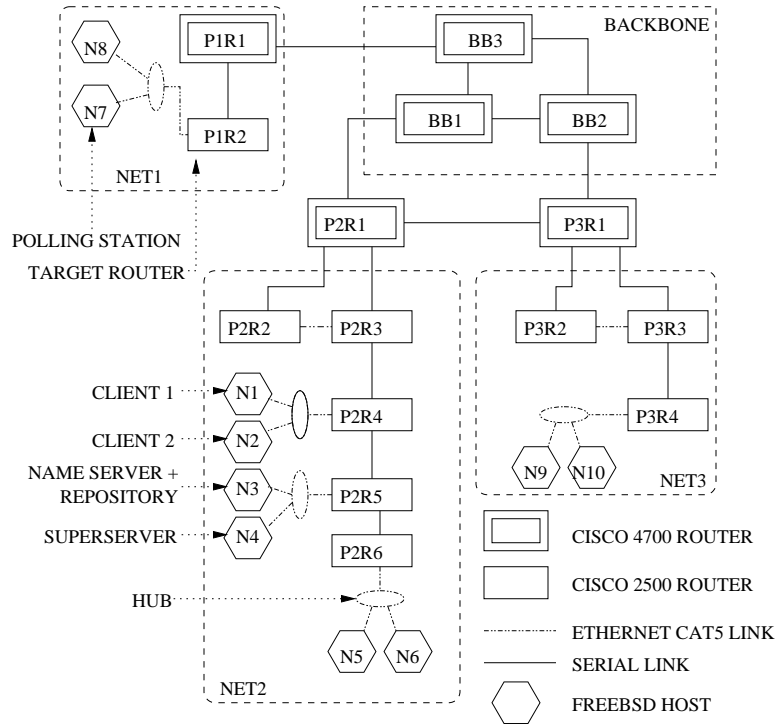 BACKBONE
N8
P1R1
BB3
N7
P1R2
BB1
BB2
NET1
P2R1
P3R1
POLLING STATION
TARGET ROUTER
P2R2
P2R3
P3R2
P3R3
CLIENT 1
N1
P2R4
P3R4
CLIENT 2
N2
NAME SERVER +
REPOSITORY
N3
P2R5
N9
N10
NET3
SUPERSERVER
N4
P2R6
CISCO 4700 ROUTER
CISCO 2500 ROUTER
HUB
ETHERNET CAT5 LINK
N5
N6
SERIAL LINK
NET2
FREEBSD HOST